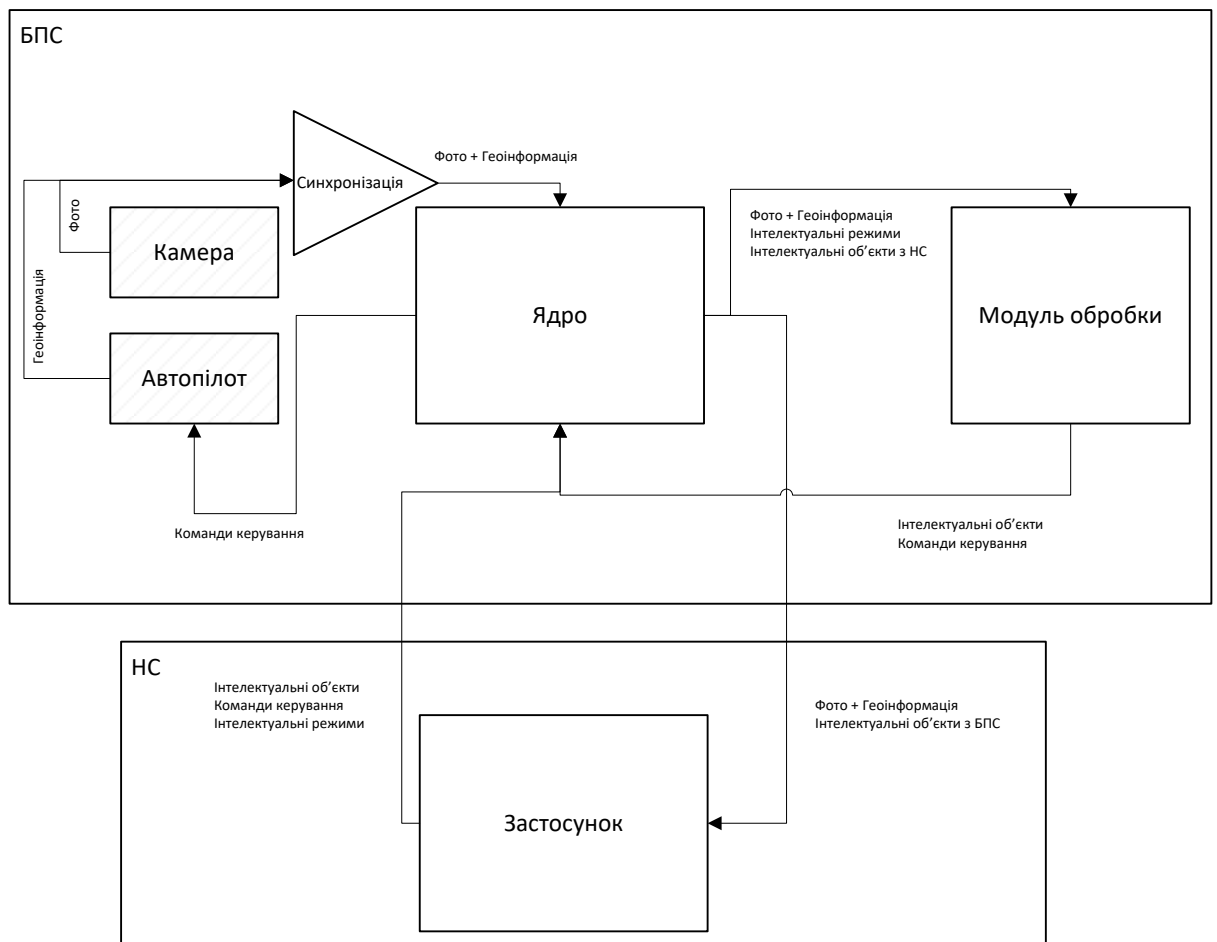 БПС
Синхронізація
Фото + Геоінформація
Фото
Камера
Геоінформація
Автопілот
Ядро
Фото + Геоінформація
Інтелектуальні режими
Інтелектуальні об’єкти з НС
Модуль обробки
Команди керування
Інтелектуальні об’єкти
Команди керування
НС
Інтелектуальні об’єкти
Команди керування
Інтелектуальні режими
Фото + Геоінформація
Інтелектуальні об’єкти з БПС
Застосунок